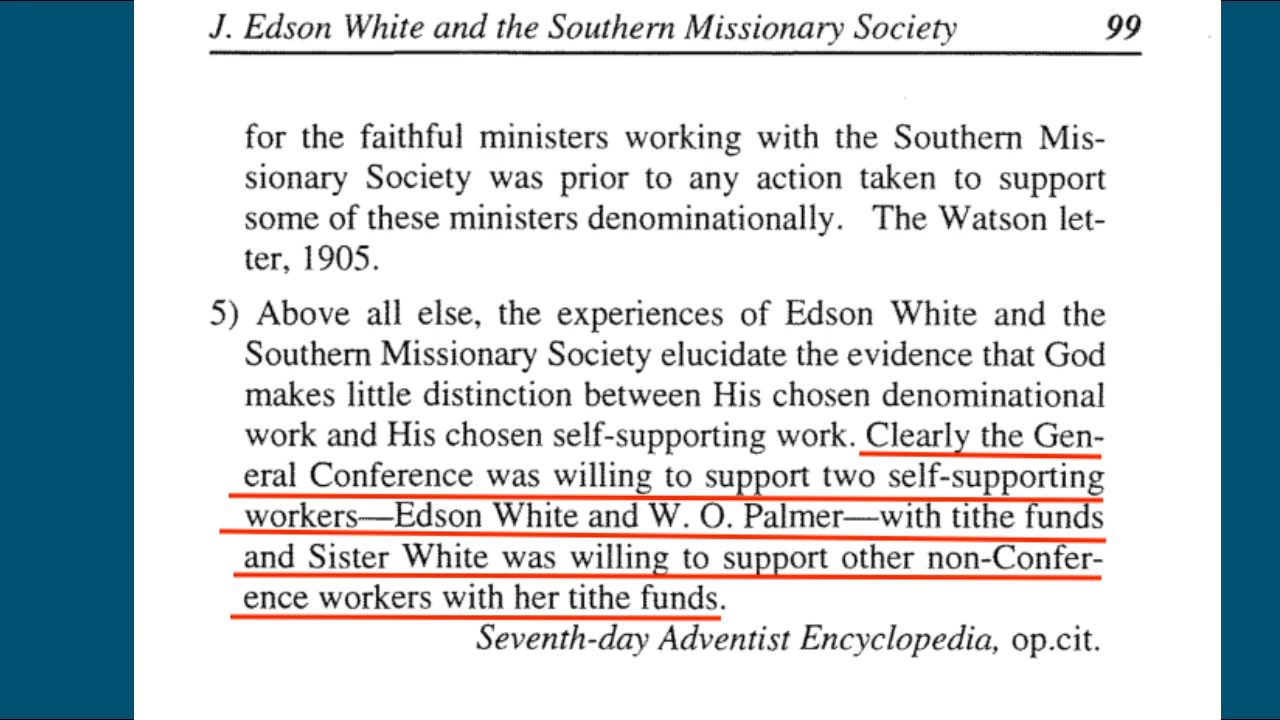 J. Edson White and the Southern Missionary Society 99
for the faithful ministers working with the Southern Mis-
sionary Society was prior to any action taken to support
some of these ministers denominationally. The Watson let-
ter, 1905.
5) Above all else, the experiences of Edson White and the
Southern Missionary Society elucidate the evidence that God
makes little distinction between His chosen denominational
work and His chosen self-supporting work. Clearly the Gen-
eral Conference was willing to support two self-supporting
workers—Edson White and W. O. Palmer—with tithe funds
and Sister White was willing to support other non-Confer-
ence workers with her tithe funds.
Seventh-day Adventist Encyclopedia, op.cit.